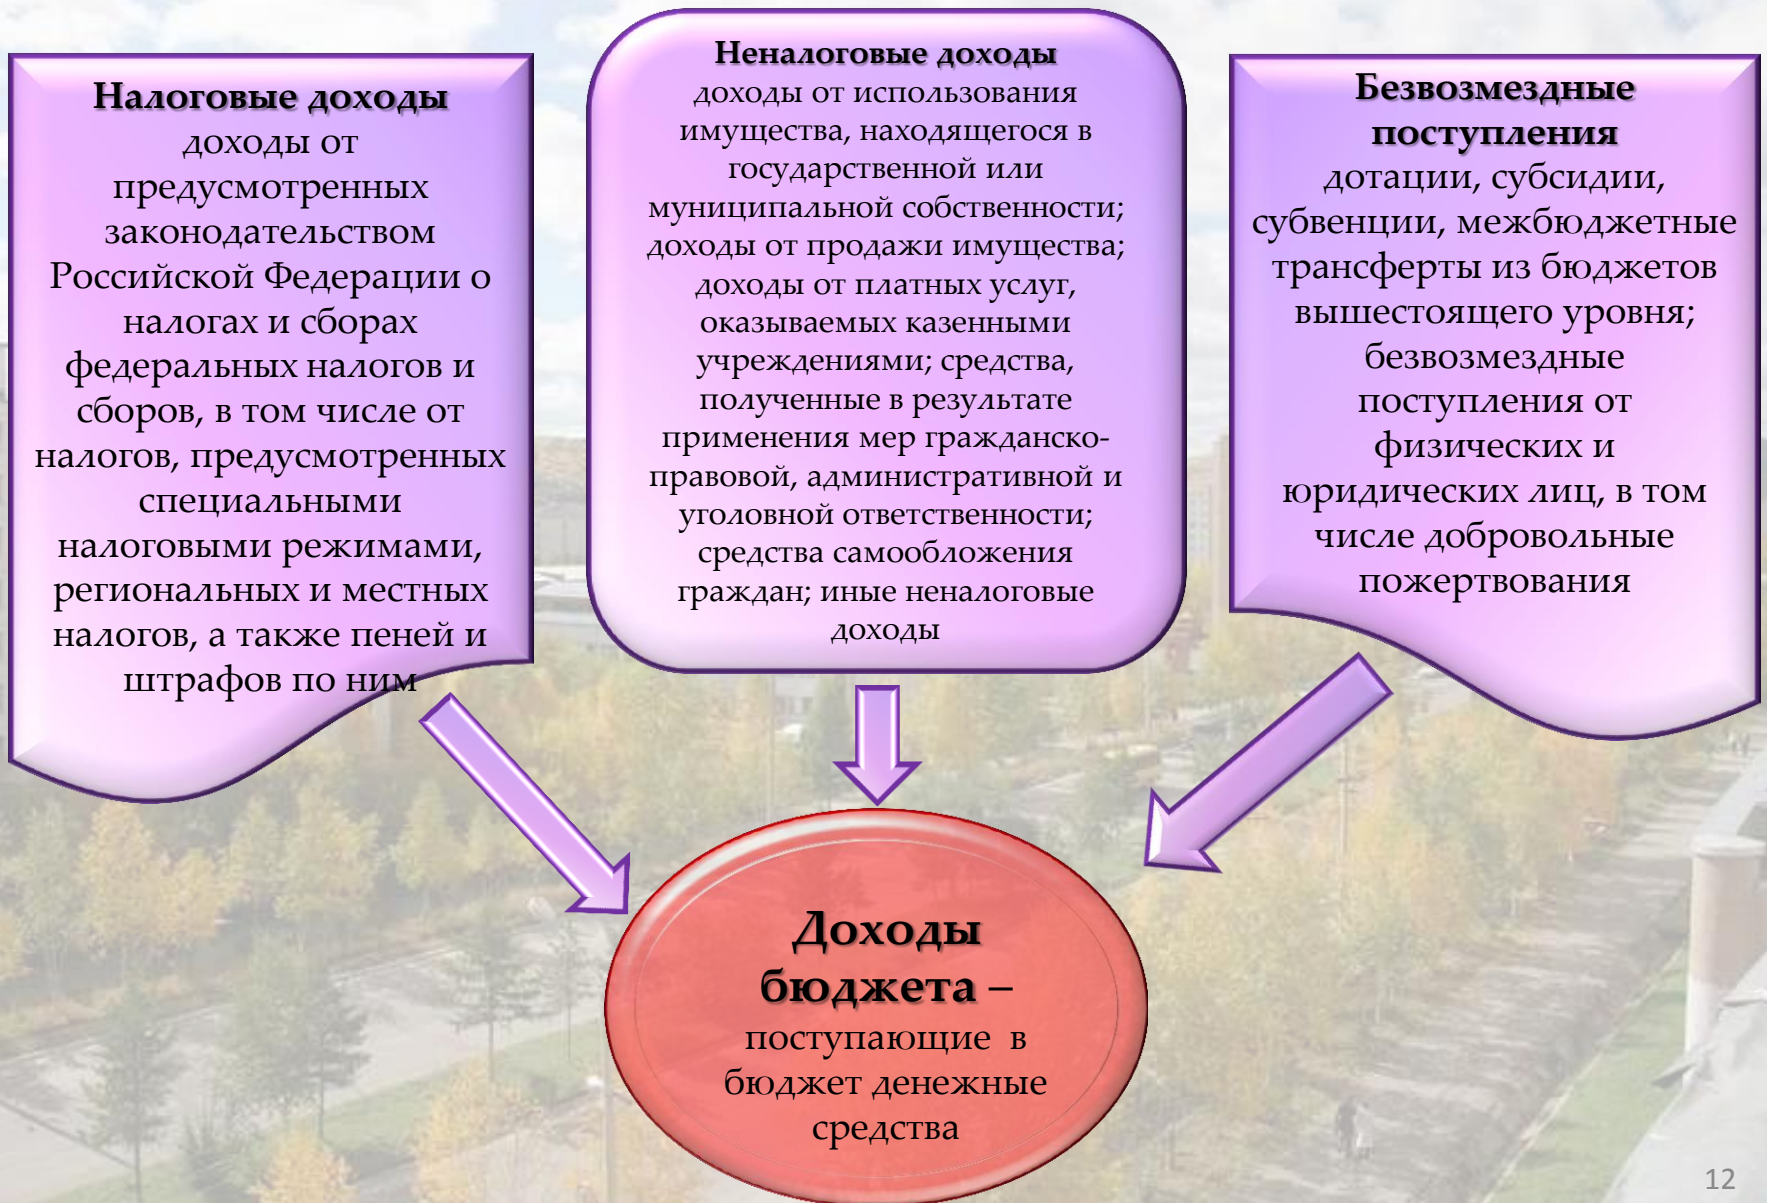 Налоговые доходы
доходы от
предусмотренных
законодательством
Российской Федерации о
налогах и сборах
федеральных налогов и
сборов, в том числе от
налогов, предусмотренных
специальными
налоговыми режимами,
региональных и местных
налогов, а также пеней и
штрафов по ним
Неналоговые доходы
доходы от использования
имущества, находящегося в
государственной или
муниципальной собственности;
доходы от продажи имущества;
доходы от платных услуг,
оказываемых казенными
учреждениями; средства,
полученные в результате
применения мер гражданско-
правовой, административной и
уголовной ответственности;
средства самообложения
граждан; иные неналоговые
доходы
Безвозмездные
поступления
дотации, субсидии,
субвенции, межбюджетные
трансферты из бюджетов
вышестоящего уровня;
безвозмездные
поступления от
физических и
юридических лиц, в том
числе добровольные
пожертвования
Доходы
бюджета –
поступающие в
бюджет денежные
средства
12